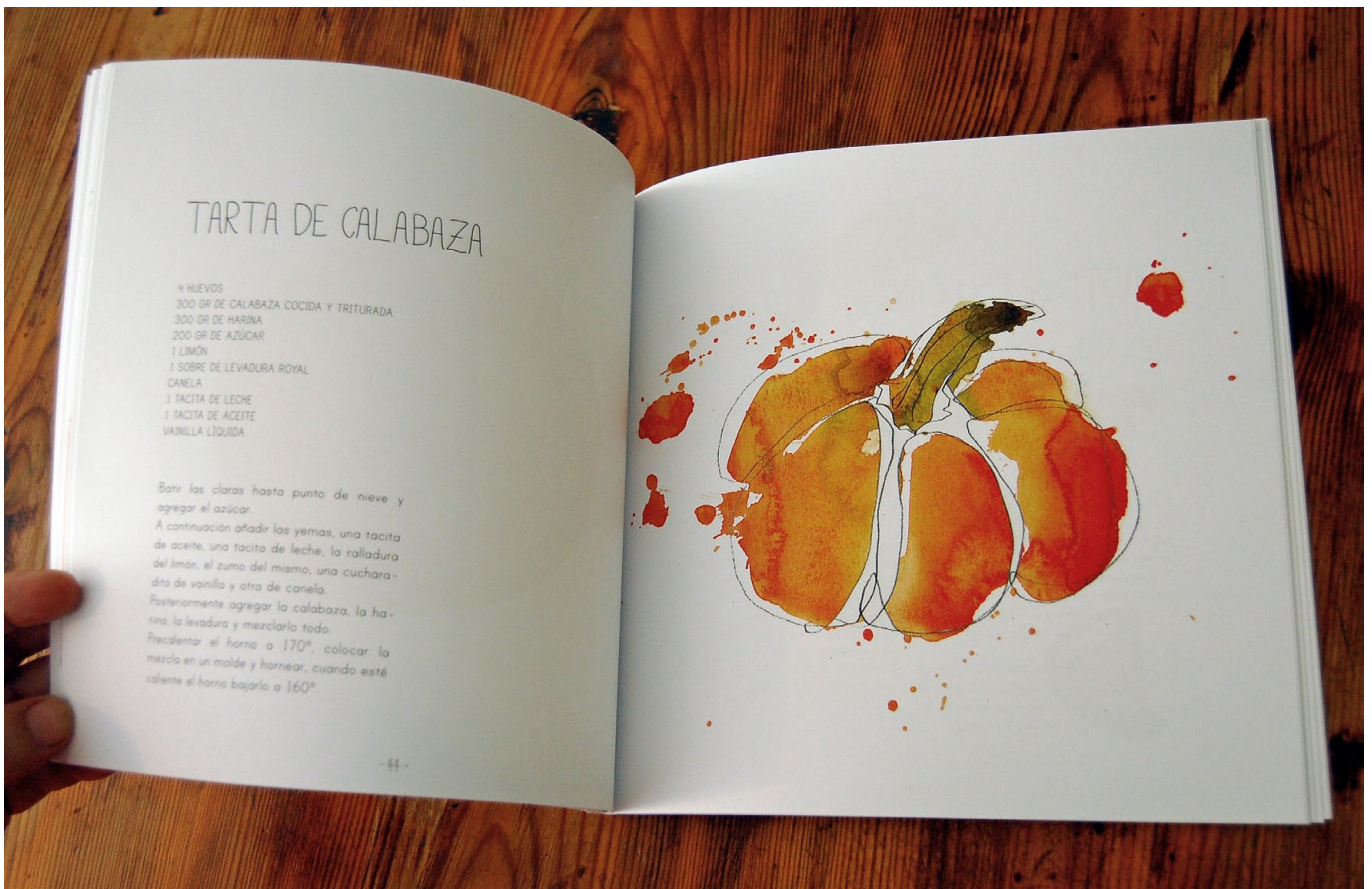 TARTA DE CALABAZA
4 HUEVOS
300 GR DE CALABAZA COCIDA Y TRITURADA
300 GR DE HARINA
200 GR DE AZÚCAR
1 LIMÓN
1 SOBRE DE LEVADURA ROYAL
CANELA
1 TACITA DE LECHE
1 TACITA DE ACEITE
VAINILLA LÍQUIDA
Batir las claras hasta punto de nieve y
agregar el azúcar.
A continuación añadir las yemas, una tacita
de aceite, una tacita de leche, la ralladura
del limón, el zumo del mismo, una cuchara-
dita de vainilla y otra de canela.
Posteriormente agregar la calabaza, la ha-
rina, la levadura y mezclarlo todo.
Precalentar el horno a 170º, colocar la
mezcla en un molde y hornear, cuando esté
caliente el horno bajarlo a 160º.
- 44 -